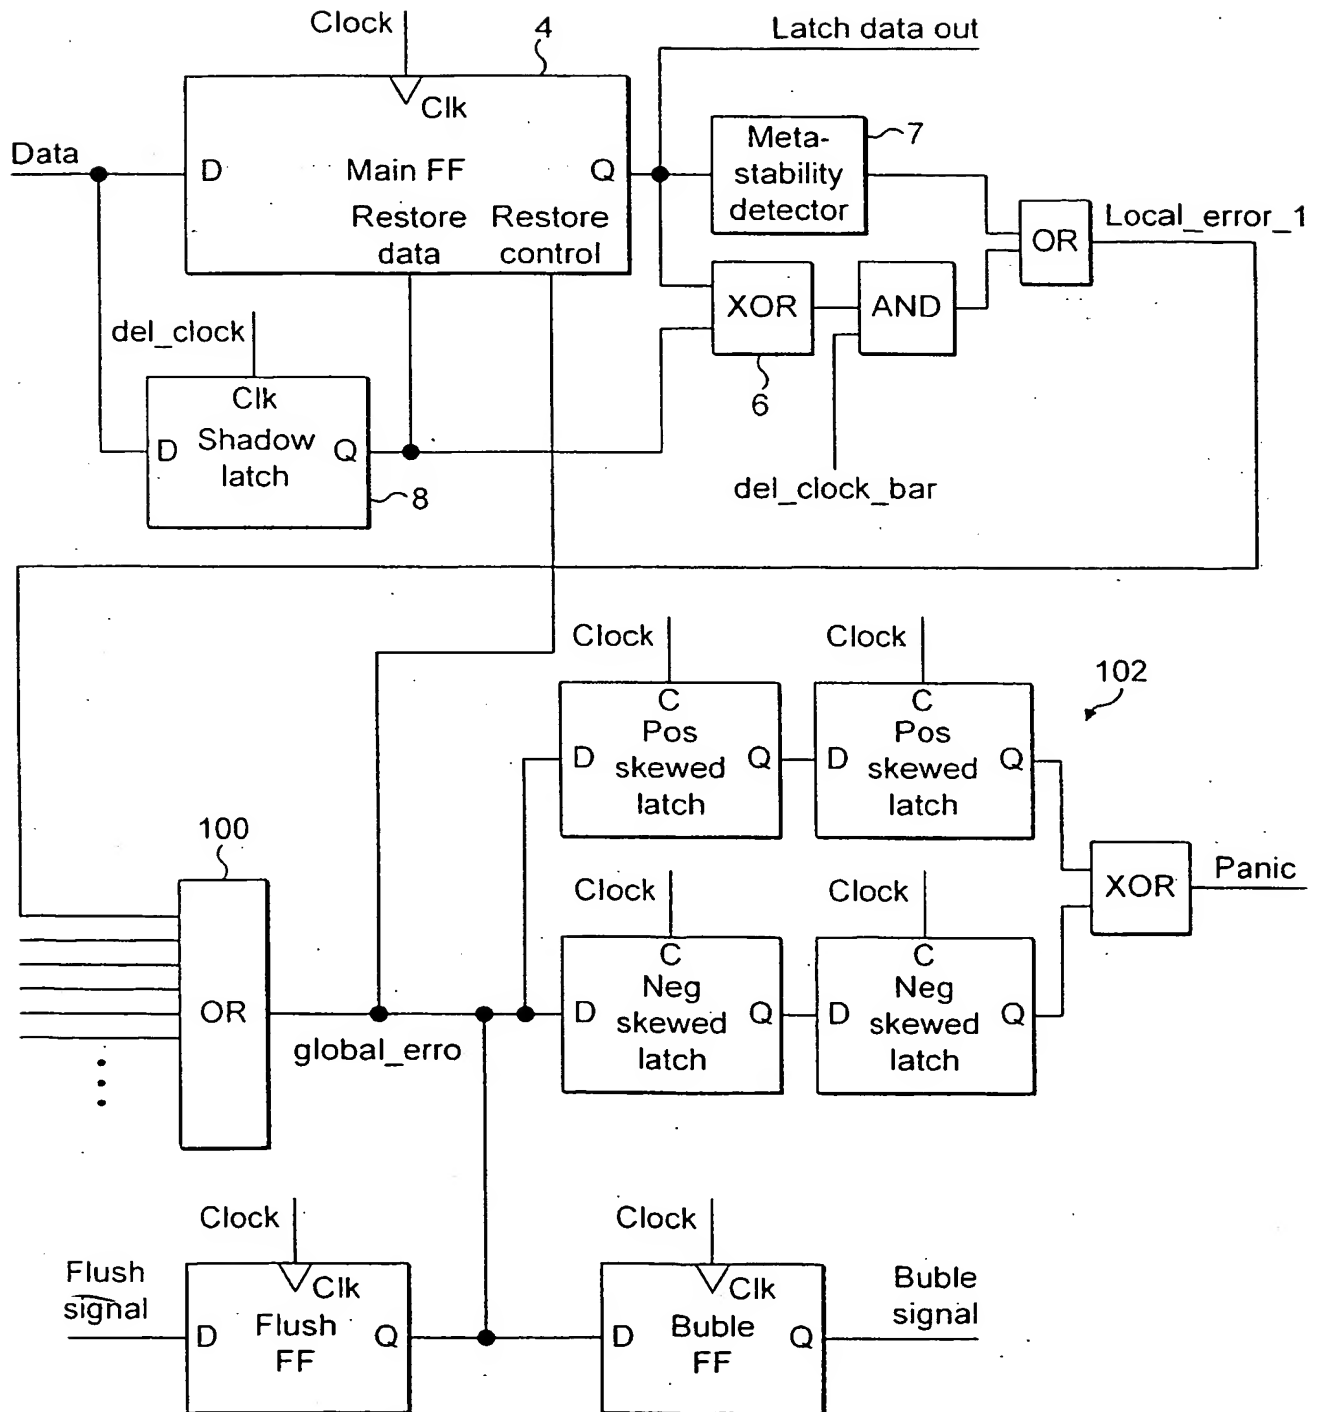 Clock
4
Latch data out
Clk
Data
D
Main FF
Q
Restore data
Restore control
Meta-
stability
detector
7
OR
Local_error_1
XOR
AND
6
del_clock
Clk
D
Shadow
latch
Q
8
del_clock_bar
Clock
Clock
102
C
Pos
skewed
latch
D
Q
C
Pos
skewed
latch
D
Q
100
OR
global_erro
Clock
Clock
C
Neg
skewed
latch
D
Q
C
Neg
skewed
latch
D
Q
XOR
Panic
Clock
Clock
Flush
signal
Clk
D
Flush
FF
Q
Clk
D
Buble
FF
Q
Buble
signal